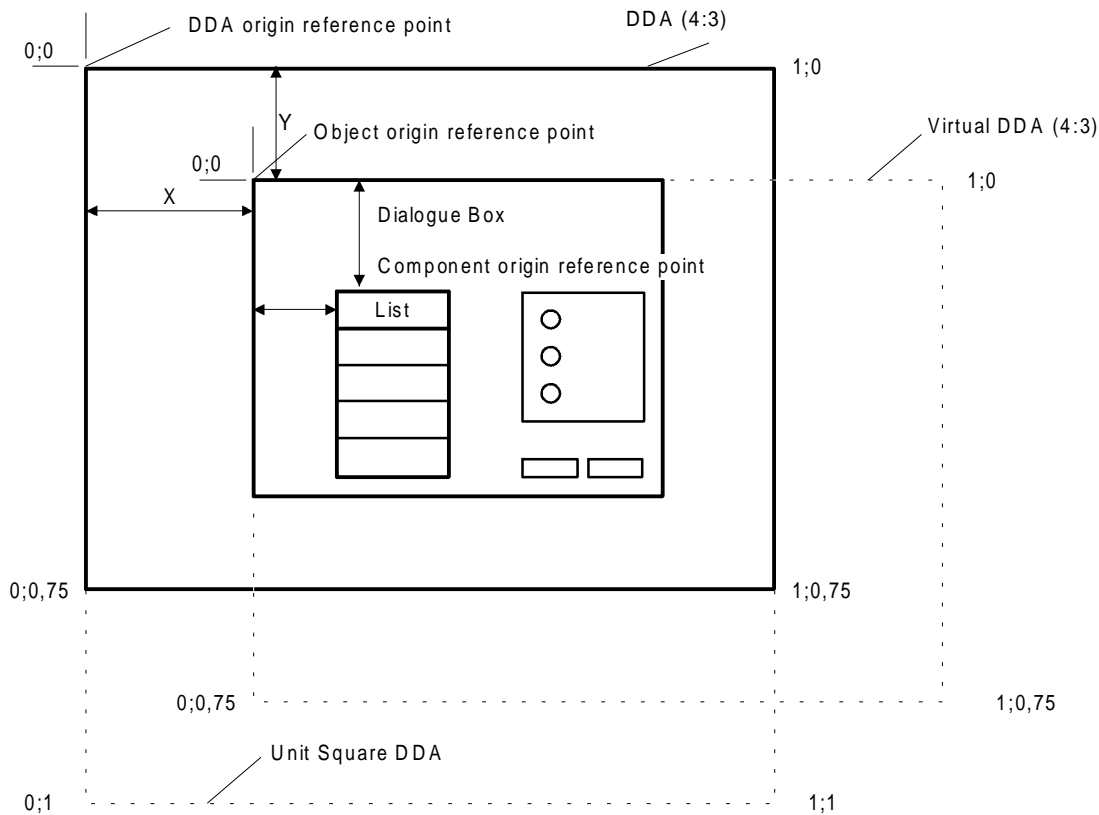 DDA origin reference point
DDA (4:3)
0;0
1;0
Y
Object origin reference point
Virtual DDA (4:3)
0;0
1;0
X
Dialogue Box
Component origin reference point
List
0;0,75
1;0,75
0;0,75
1;0,75
Unit Square DDA
0;1
1;1